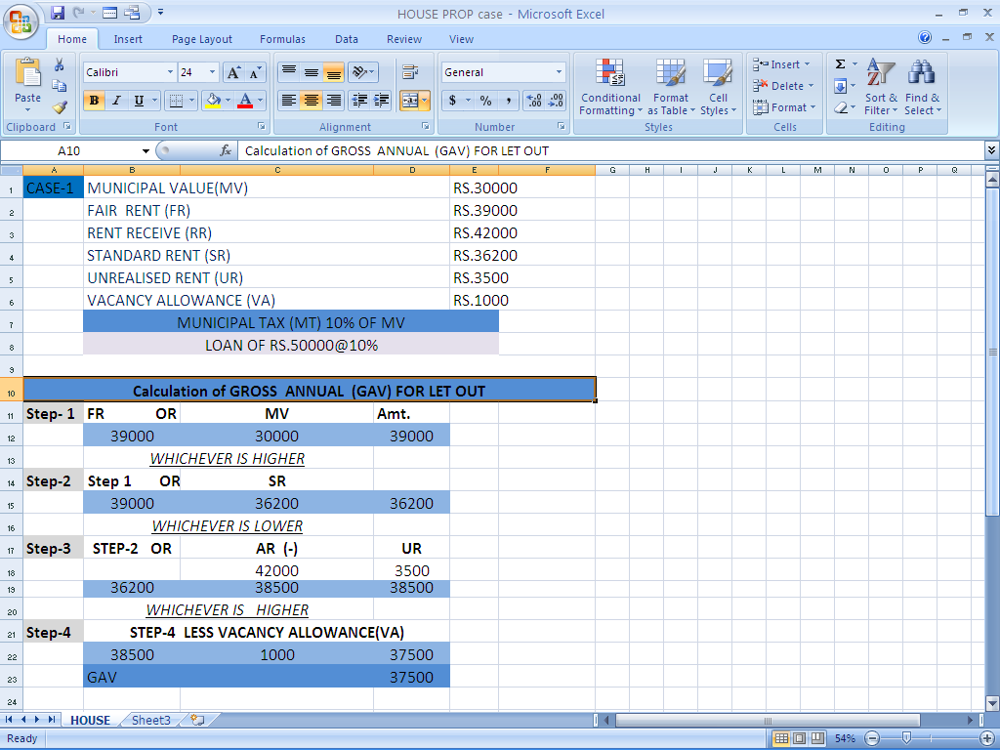 HOUSE PROP case - Microsoft Excel
Home Insert Page Layout Formulas Data Review View
Paste
Calibri 24 A A
B I U A
General
$ % , .00 .0
Conditional Formatting
Format as Table
Cell Styles
Insert
Delete
Format
Σ
Sort & Filter
Find & Select
Clipboard Font Alignment Number Styles Cells Editing
A10 fx Calculation of GROSS ANNUAL (GAV) FOR LET OUT
A B C D E F G H I J K L M N O P Q
1 CASE-1 MUNICIPAL VALUE(MV) RS.30000
2 FAIR RENT (FR) RS.39000
3 RENT RECEIVE (RR) RS.42000
4 STANDARD RENT (SR) RS.36200
5 UNREALISED RENT (UR) RS.3500
6 VACANCY ALLOWANCE (VA) RS.1000
7 MUNICIPAL TAX (MT) 10% OF MV
8 LOAN OF RS.50000@10%
9
10 Calculation of GROSS ANNUAL (GAV) FOR LET OUT
11 Step- 1 FR OR MV Amt.
12 39000 30000 39000
13 WHICHEVER IS HIGHER
14 Step-2 Step 1 OR SR
15 39000 36200 36200
16 WHICHEVER IS LOWER
17 Step-3 STEP-2 OR AR (-) UR
18 42000 3500
19 36200 38500 38500
20 WHICHEVER IS HIGHER
21 Step-4 STEP-4 LESS VACANCY ALLOWANCE(VA)
22 38500 1000 37500
23 GAV 37500
24
HOUSE Sheet3
Ready 54%